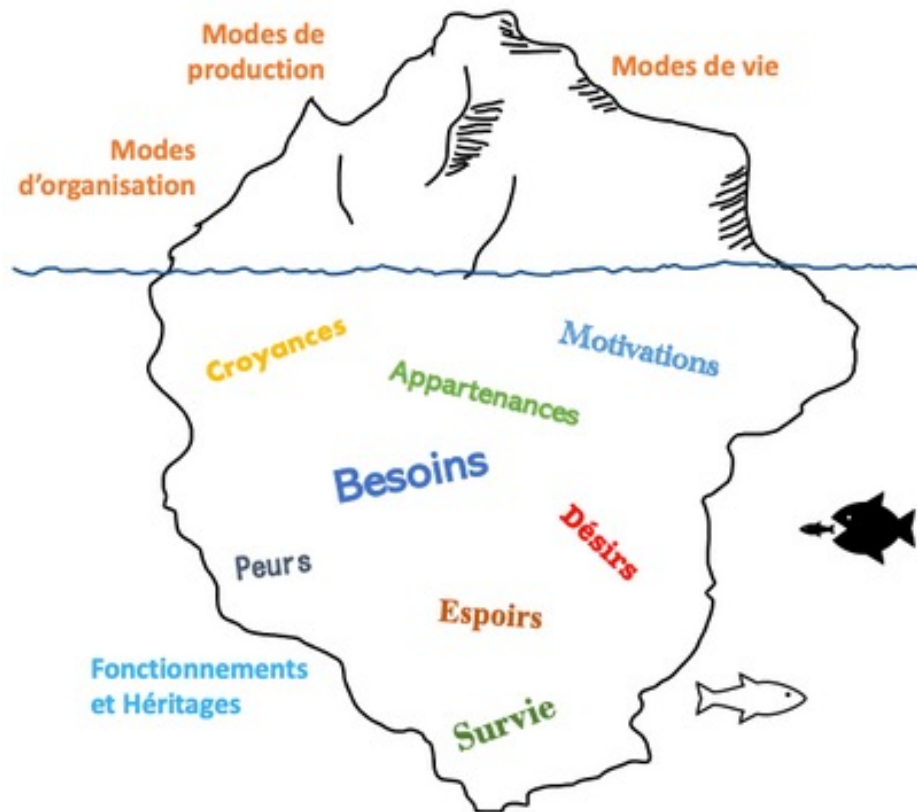 Modes de
production
Modes de vie
Modes
d'organisation
Croyances
Motivations
Appartenances
Besoins
Désirs
Peurs
Espoirs
Fonctionnements
et Héritages
Survie